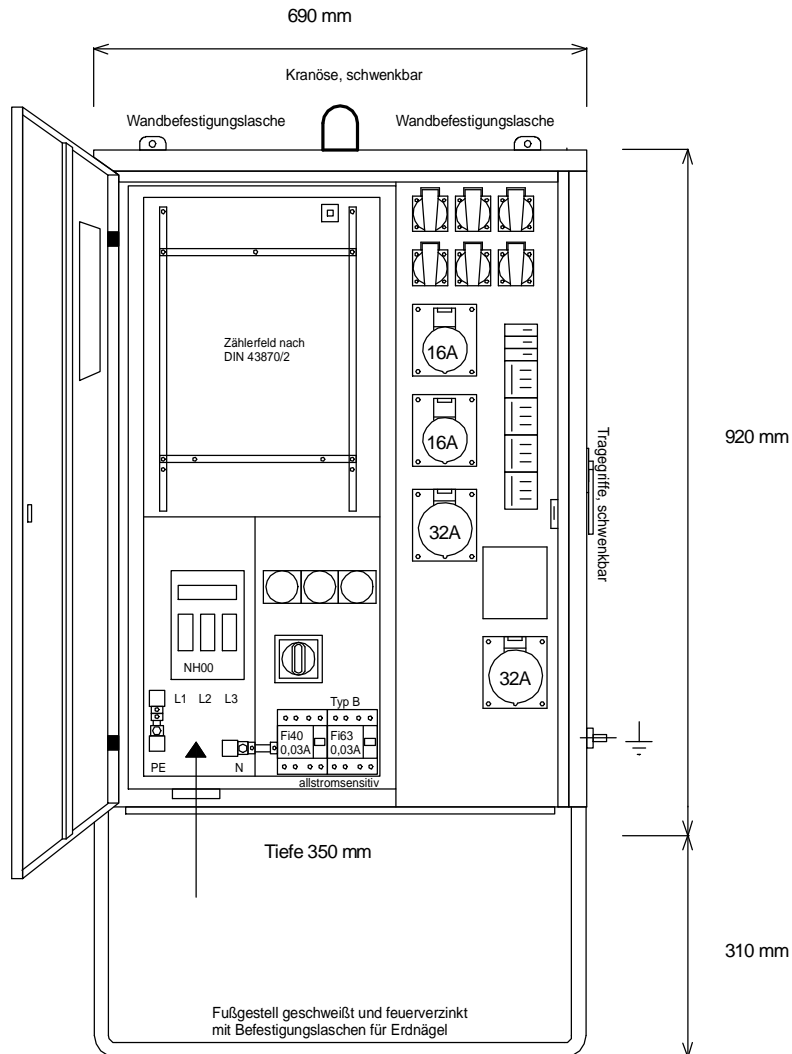 690 mm
Kranöse, schwenkbar
Wandbefestigungslasche
Wandbefestigungslasche
Zählerfeld nach
DIN 43870/2
16A
16A
32A
920 mm
Tragegriffe, schwenkbar
NH00
L1 L2 L3
32A
Typ B
Fi40
0,03A
Fi63
0,03A
PE
N
allstromsensitiv
Tiefe 350 mm
310 mm
Fußgestell geschweißt und feuerverzinkt
mit Befestigungslaschen für Erdnägel